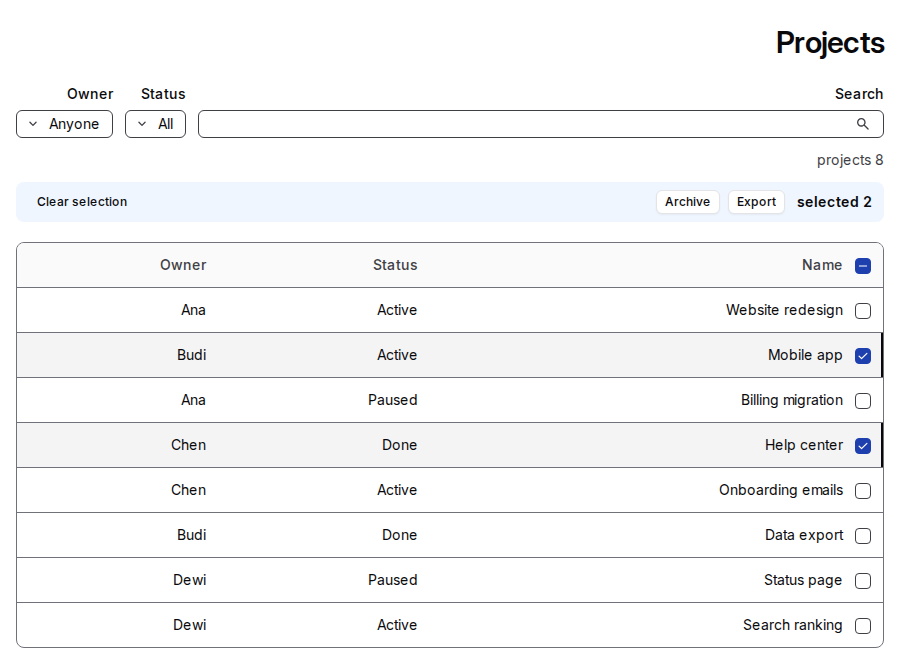 Projects
Owner Status Search
Anyone All
projects 8
Clear selection Archive Export selected 2
Owner Status Name
Ana Active Website redesign
Budi Active Mobile app
Ana Paused Billing migration
Chen Done Help center
Chen Active Onboarding emails
Budi Done Data export
Dewi Paused Status page
Dewi Active Search ranking